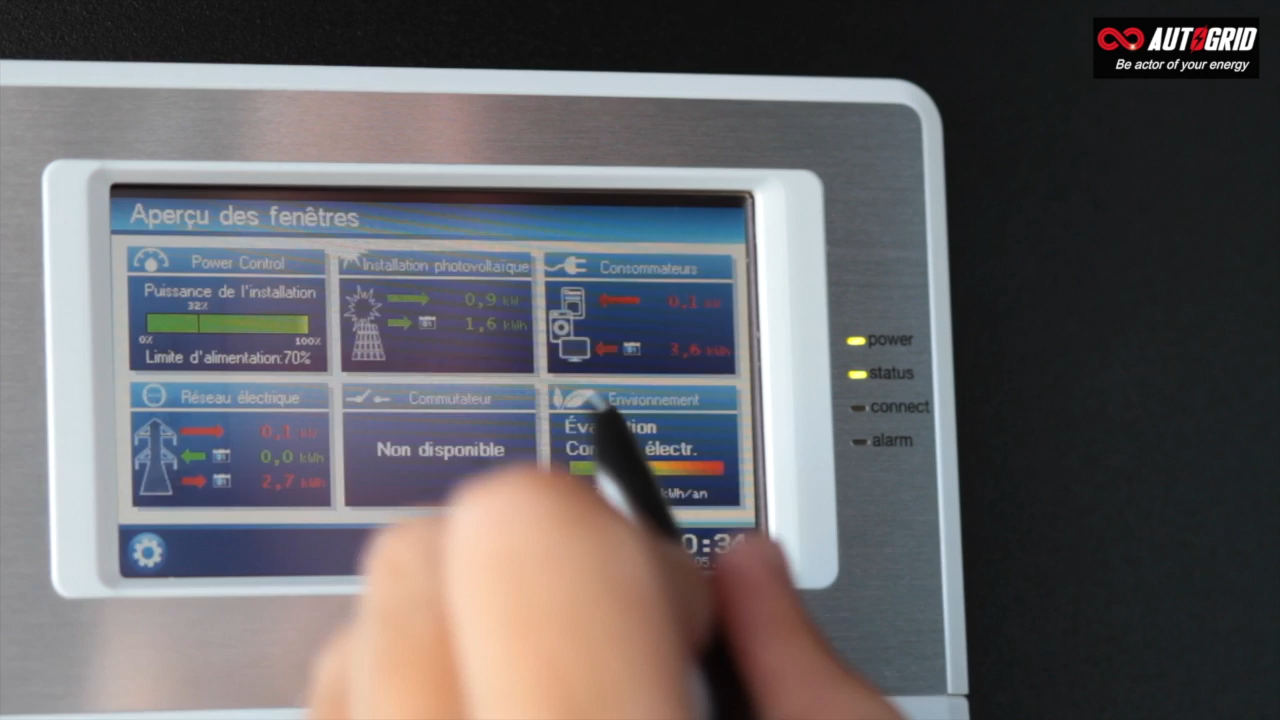 AUTOGRID
Be actor of your energy
Aperçu des fenêtres
Power Control
Puissance de l'installation
32%
0%
100%
Limite d'alimentation:70%
Installation photovoltaïque
0,9 kW
01
1,6 kWh
Consommateurs
0,1 kW
3,6 kWh
Réseau électrique
0,1 kW
0,0 kWh
2,7 kWh
Commutateur
Non disponible
Environnement
électr.
kWh/an
power
status
connect
alarm